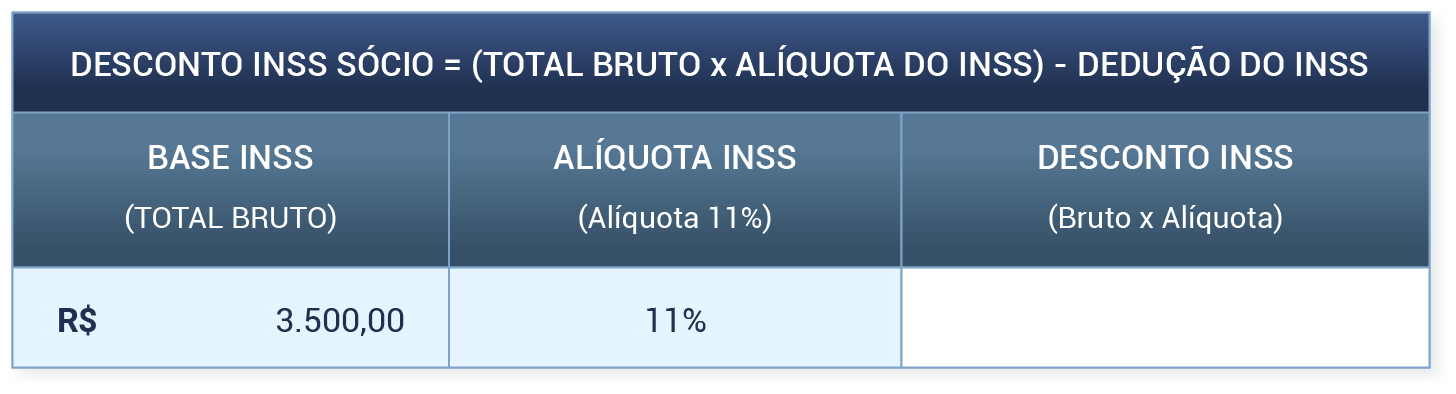 DESCONTO INSS SÓCIO = (TOTAL BRUTO x ALÍQUOTA DO INSS) - DEDUÇÃO DO INSS
BASE INSS
(TOTAL BRUTO)
ALÍQUOTA INSS
(Alíquota 11%)
DESCONTO INSS
(Bruto x Alíquota)
R$ 3.500,00
11%